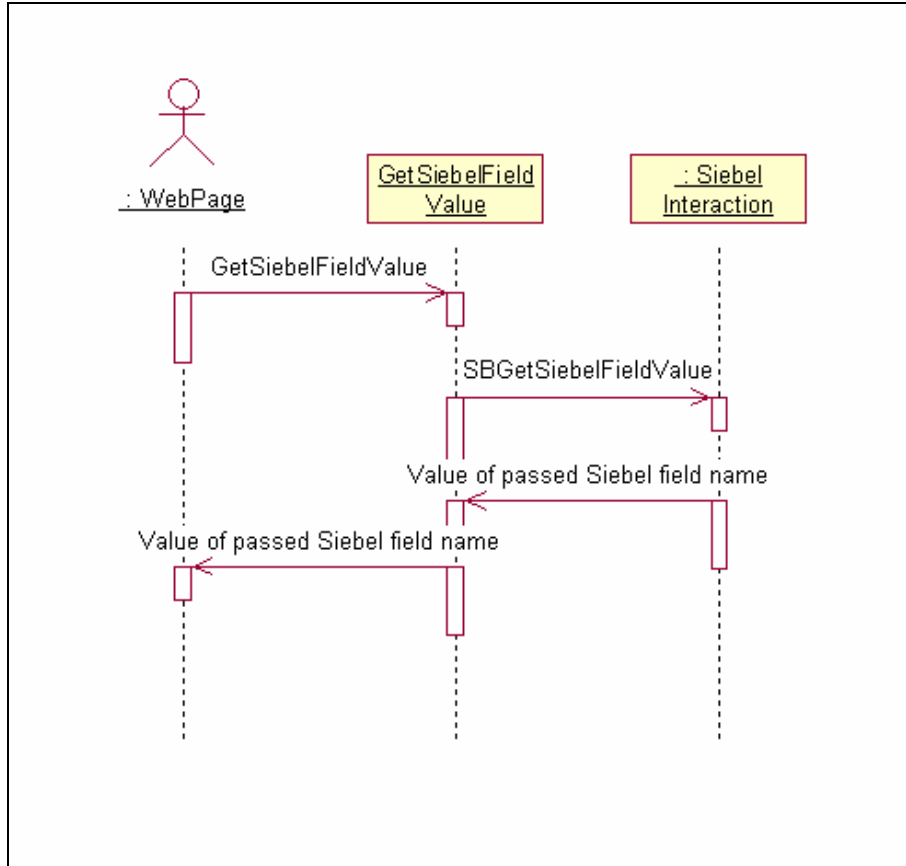 : WebPage
GetSiebelField
Value
: Siebel
Interaction
GetSiebelFieldValue
SBGetSiebelFieldValue
Value of passed Siebel field name
Value of passed Siebel field name